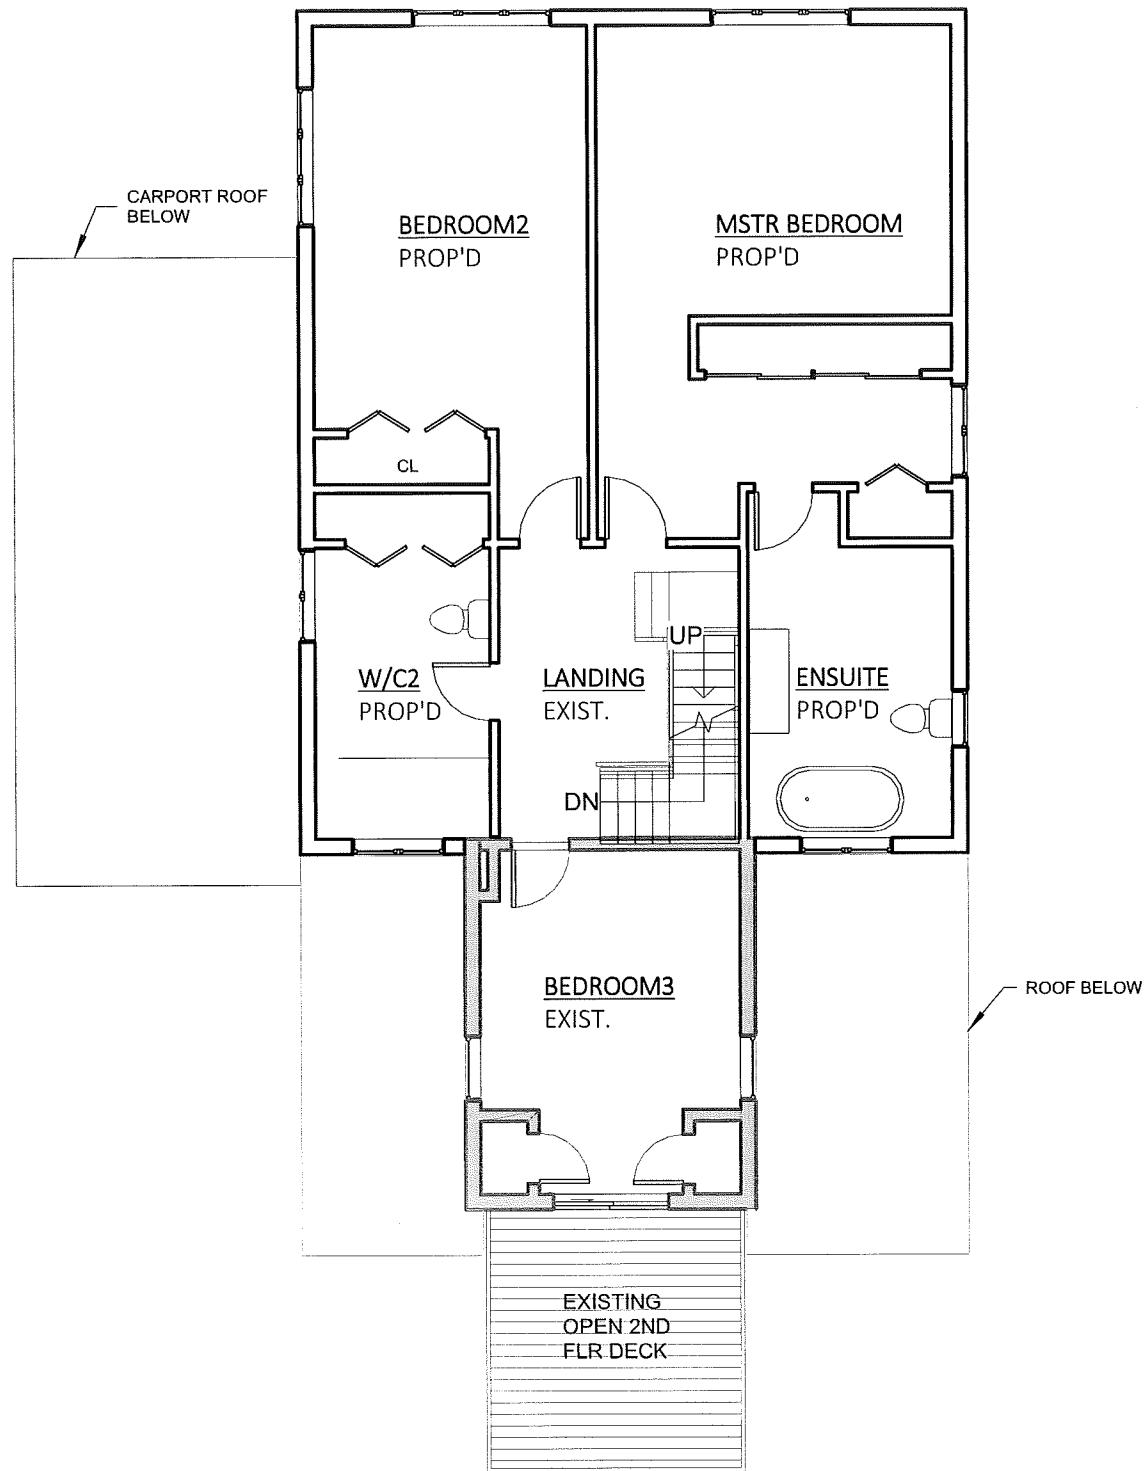 CARPORT ROOF
BELOW
BEDROOM2
PROP'D
MSTR BEDROOM
PROP'D
CL
UP
W/C2
PROP'D
LANDING
EXIST.
ENSUITE
PROP'D
DN
BEDROOM3
EXIST.
ROOF BELOW
EXISTING
OPEN 2ND
FLR DECK